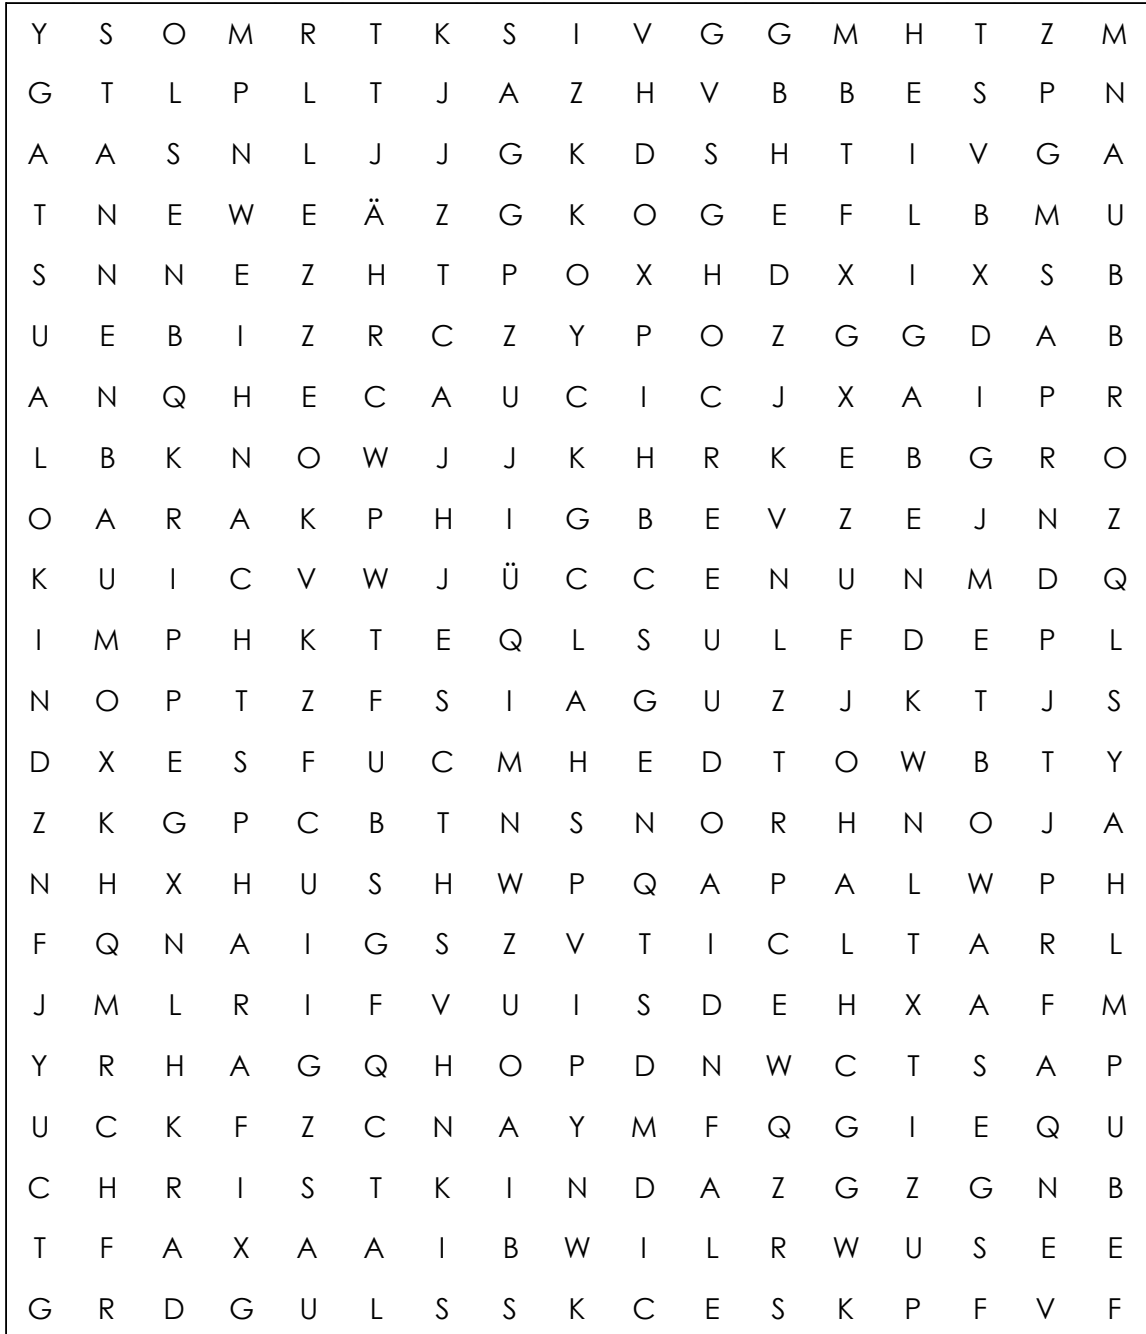 Y S O M R T K S I V G G M H T Z M
G T L P L T J A Z H V B B E S P N
A A S N L J J G K D S H T I V G A
T N E W E Ä Z G K O G E F L B M U
S N N E Z H T P O X H D X I X S B
U E B I Z R C Z Y P O Z G G D A B
A N Q H E C A U C I C J X A I P R
L B K N O W J J K H R K E B G R O
O A R A K P H I G B E V Z E J N Z
K U I C V W J Ü C C E N U N M D Q
I M P H K T E Q L S U L F D E P L
N O P T Z F S I A G U Z J K T J S
D X E S F U C M H E D T O W B T Y
Z K G P C B T N S N O R H N O J A
N H X H U S H W P Q A P A L W P H
F Q N A I G S Z V T I C L T A R L
J M L R I F V U I S D E H X A F M
Y R H A G Q H O P D N W C T S A P
U C K F Z C N A Y M F Q G I E Q U
C H R I S T K I N D A Z G Z G N B
T F A X A A I B W I L R W U S E E
G R D G U L S S K C E S K P F V F